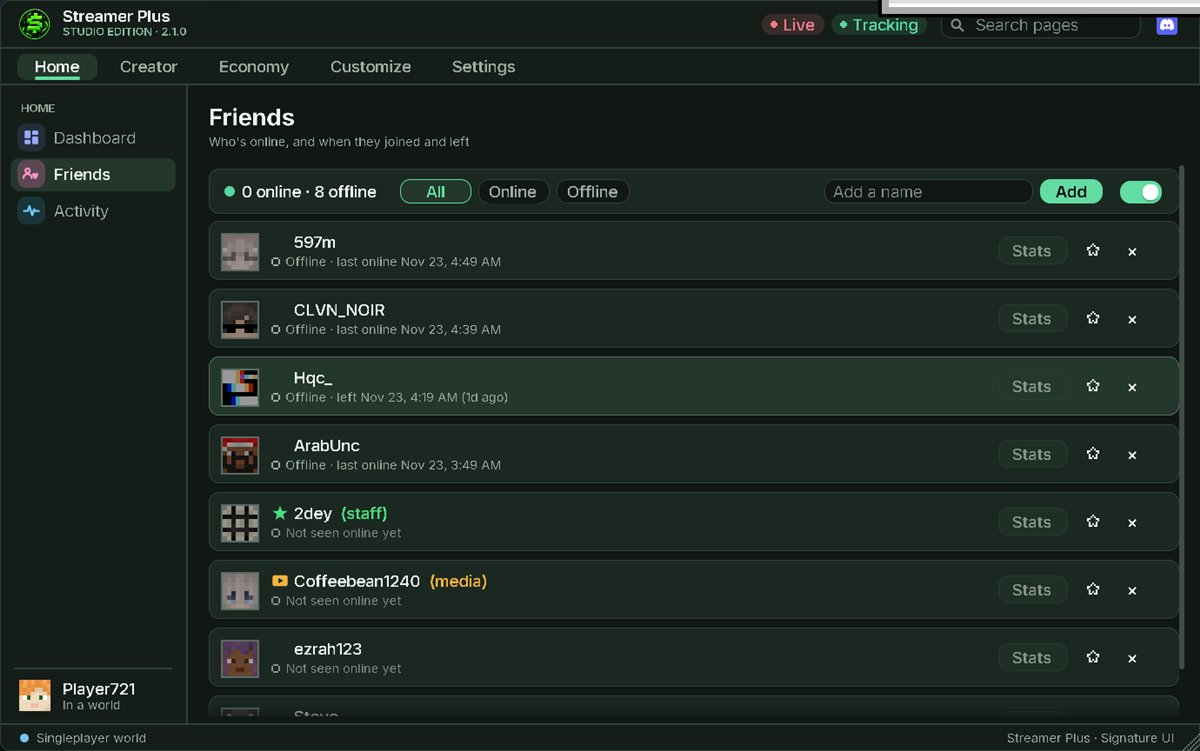 Streamer Plus
STUDIO EDITION · 2.1.0
Live
Tracking
Search pages
Home
Creator
Economy
Customize
Settings
HOME
Dashboard
Friends
Activity
Friends
Who's online, and when they joined and left
0 online · 8 offline
All
Online
Offline
Add a name
Add
597m
Offline · last online Nov 23, 4:49 AM
Stats
CLVN_NOIR
Offline · last online Nov 23, 4:39 AM
Stats
Hqc_
Offline · left Nov 23, 4:19 AM (1d ago)
Stats
ArabUnc
Offline · last online Nov 23, 3:49 AM
Stats
2dey (staff)
Not seen online yet
Stats
Coffeebean1240 (media)
Not seen online yet
Stats
ezrah123
Not seen online yet
Stats
Player721
In a world
Singleplayer world
Streamer Plus · Signature UI